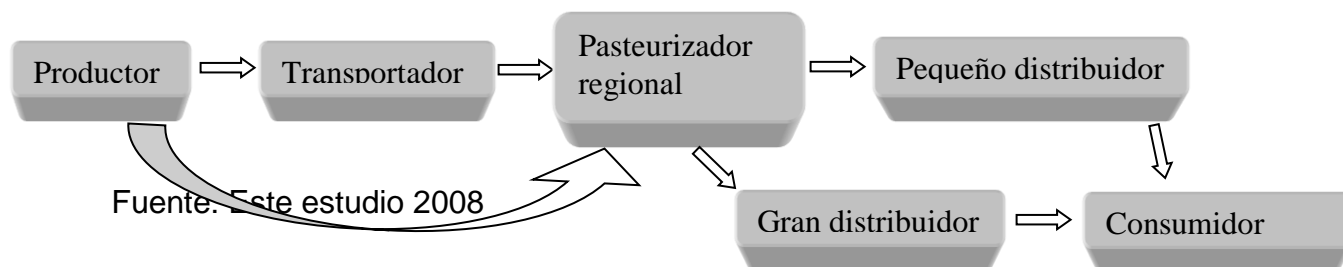 Productor
Transportador
Pasteurizador
regional
Pequeño distribuidor
Fuente: Este estudio 2008
Gran distribuidor
Consumidor